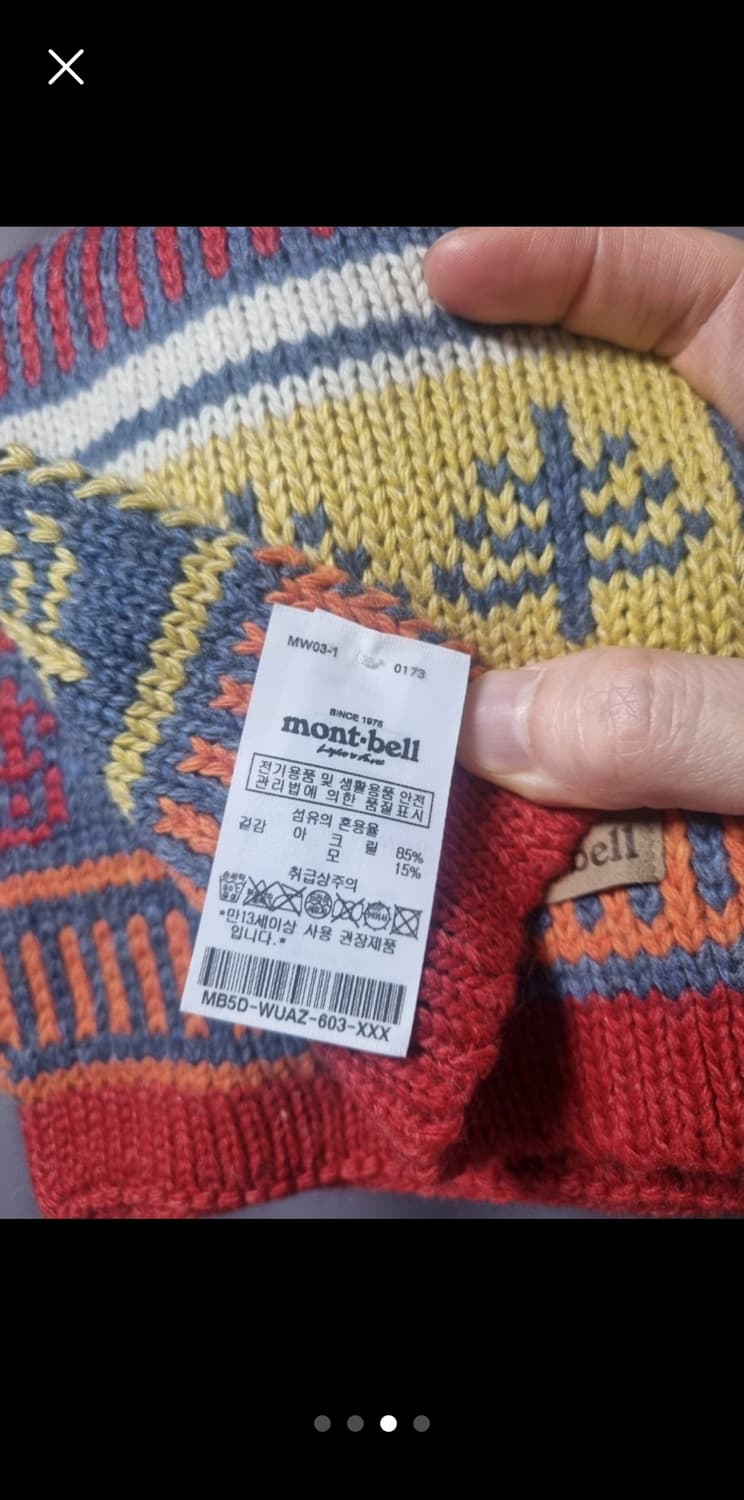 MW03-1 0173
SINCE 1975
mont·bell
전기용품 및 생활용품 안전
관리법에 의한 품질표시
섬유의 혼용율
겉감 아 크 릴 85%
모 15%
취급상주의
*만13세이상 사용 권장제품
입니다.*
MB5D-WUAZ-603-XXX
bell